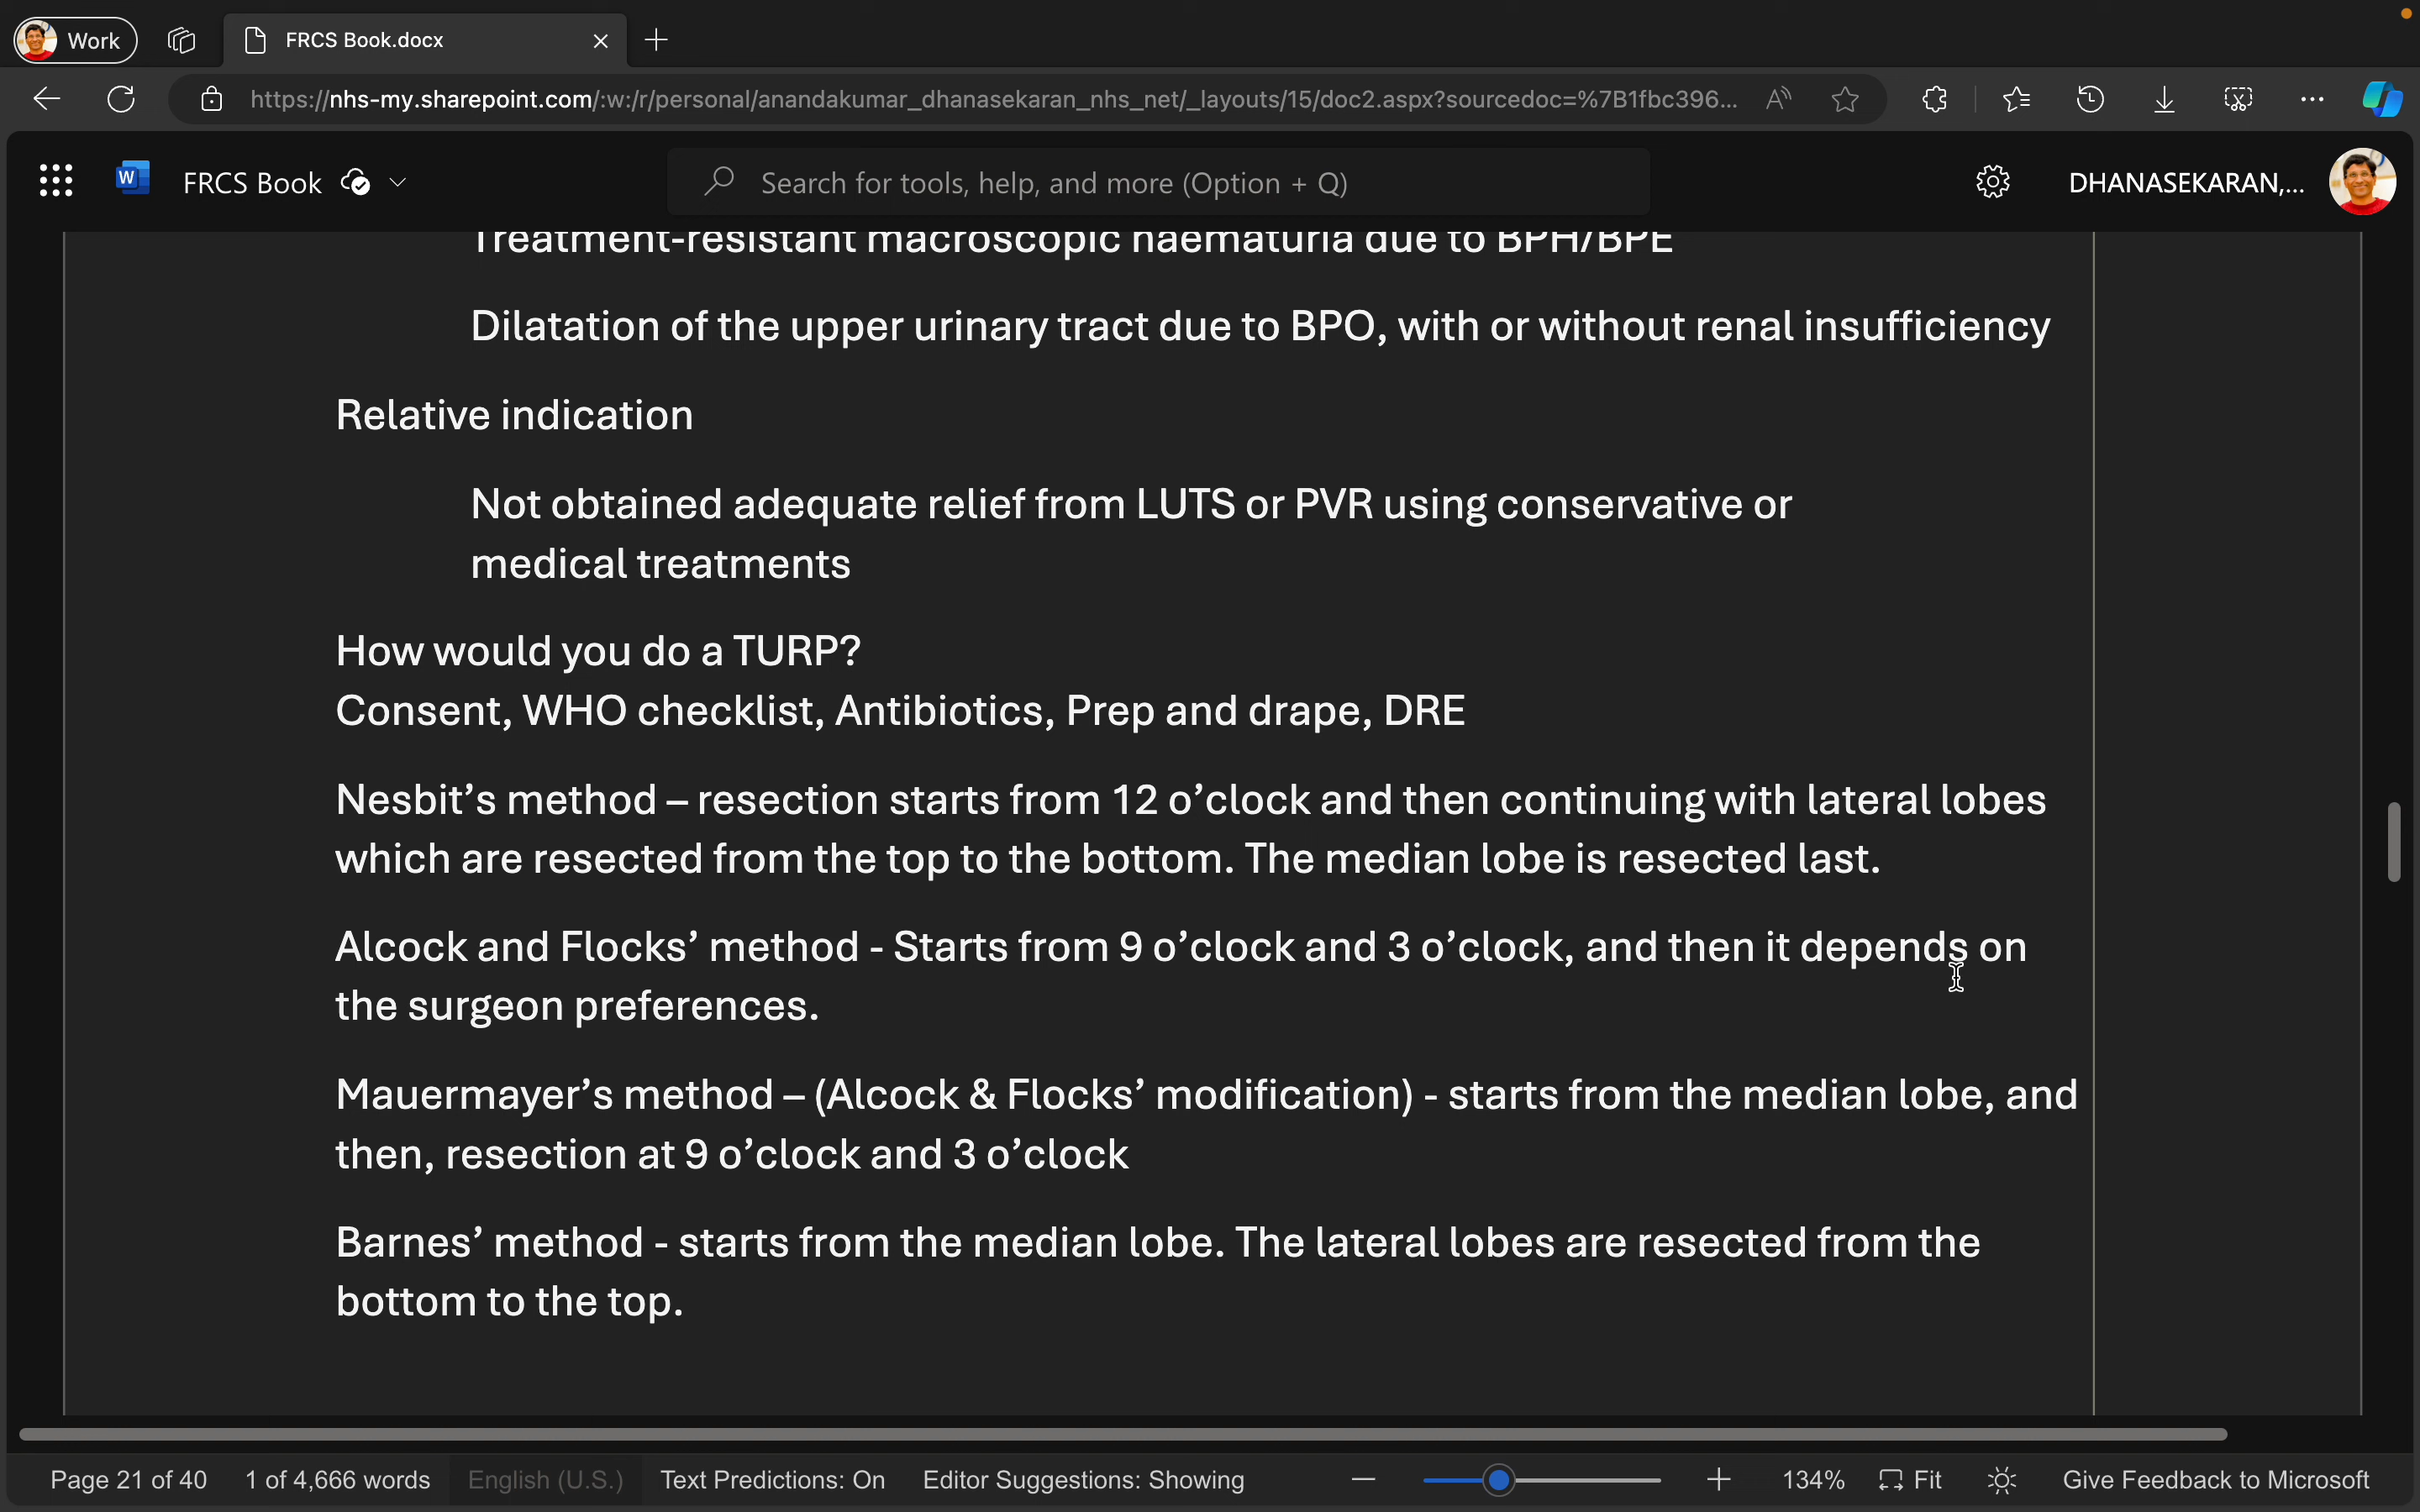 Work
FRCS Book.docx
https://nhs-my.sharepoint.com/:w:/r/personal/anandakumar_dhanasekaran_nhs_net/_layouts/15/doc2.aspx?sourcedoc=%7B1fbc396...
FRCS Book
Search for tools, help, and more (Option + Q)
DHANASEKARAN,...
Treatment-resistant macroscopic haematuria due to BPH/BPE
Dilatation of the upper urinary tract due to BPO, with or without renal insufficiency
Relative indication
Not obtained adequate relief from LUTS or PVR using conservative or
medical treatments
How would you do a TURP?
Consent, WHO checklist, Antibiotics, Prep and drape, DRE
Nesbit’s method – resection starts from 12 o’clock and then continuing with lateral lobes
which are resected from the top to the bottom. The median lobe is resected last.
Alcock and Flocks’ method - Starts from 9 o’clock and 3 o’clock, and then it depends on
the surgeon preferences.
Mauermayer’s method – (Alcock & Flocks’ modification) - starts from the median lobe, and
then, resection at 9 o’clock and 3 o’clock
Barnes’ method - starts from the median lobe. The lateral lobes are resected from the
bottom to the top.
Page 21 of 40 1 of 4,666 words English (U.S.) Text Predictions: On Editor Suggestions: Showing 134% Fit Give Feedback to Microsoft